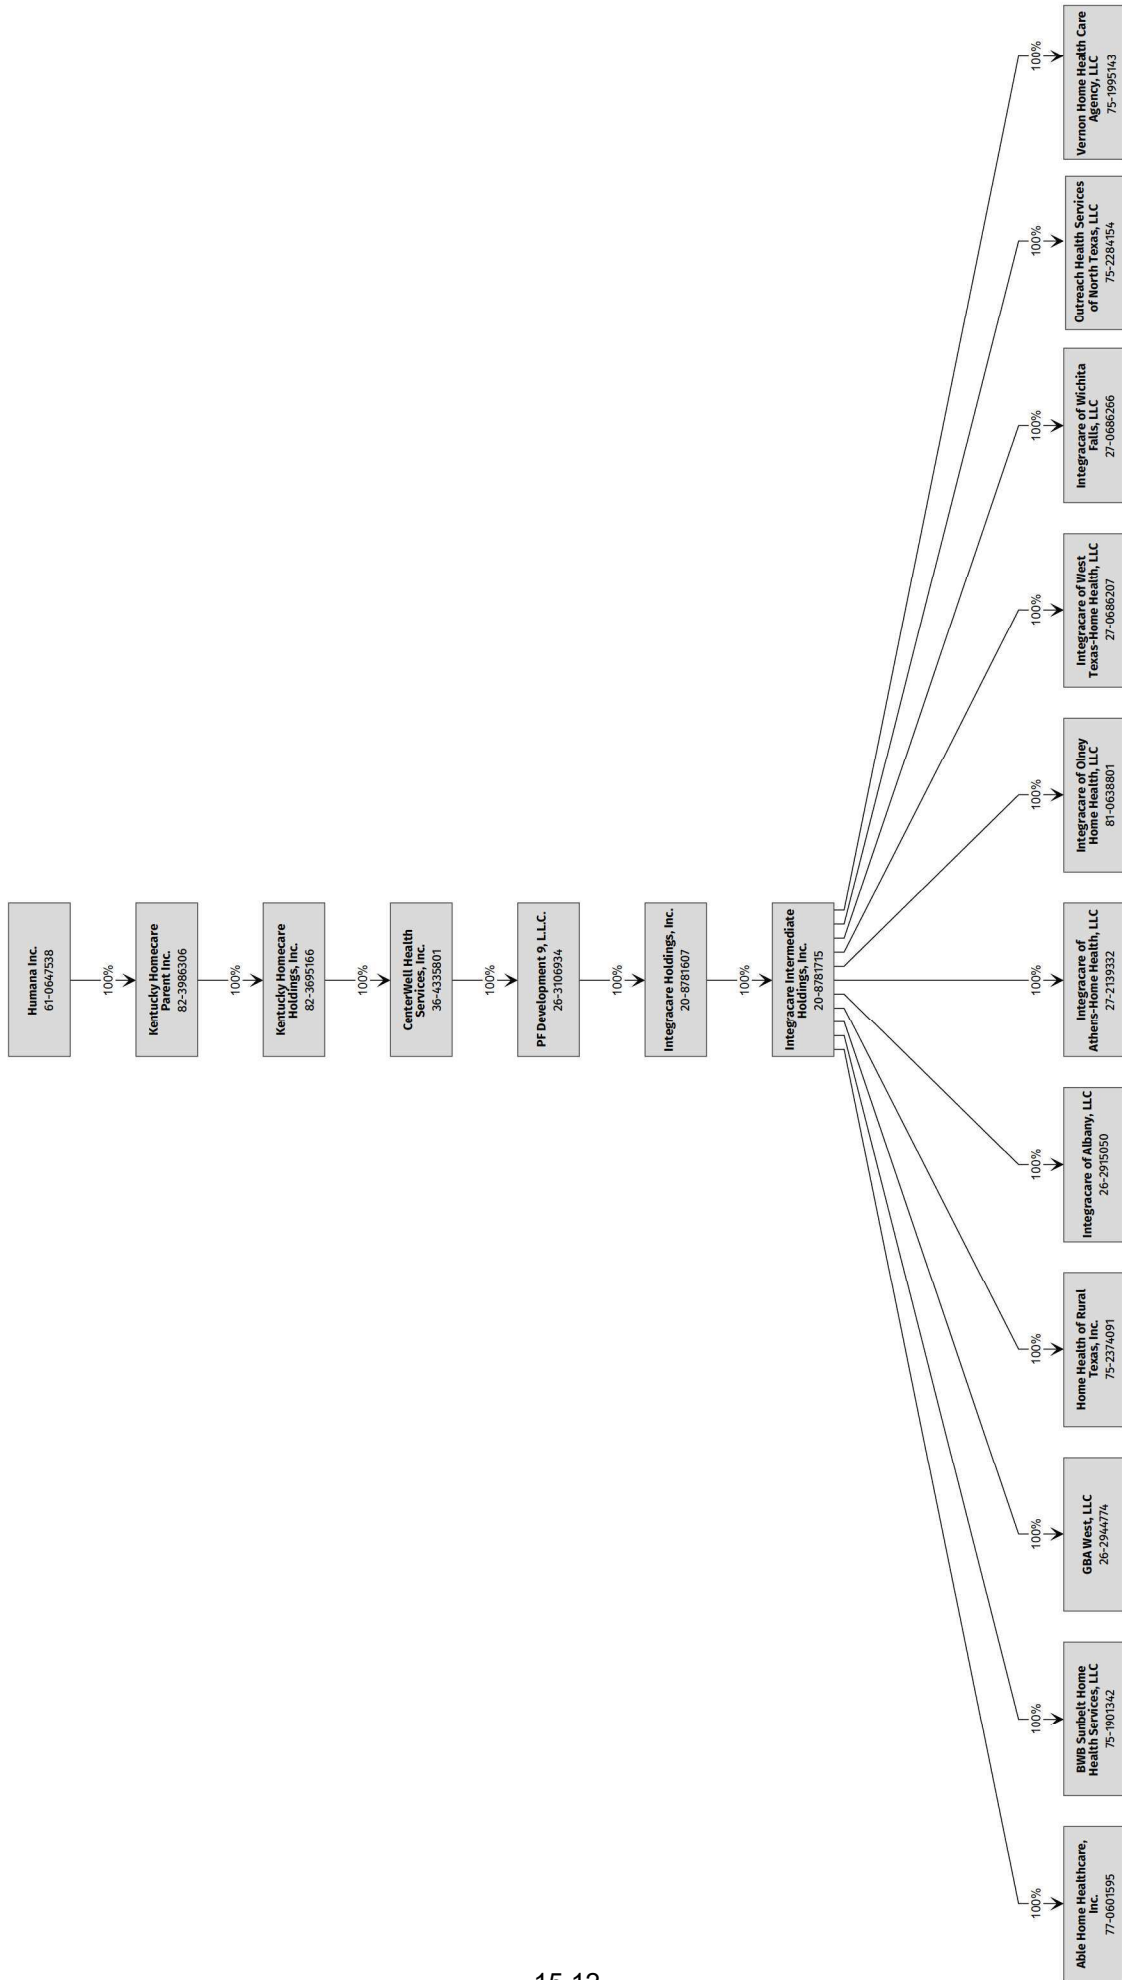 Humana Inc.
61-0647538
100%
Kentucky Homecare
Parent Inc.
82-3986306
100%
Kentucky Homecare
Holdings, Inc.
82-3695166
100%
CenterWell Health
Services, Inc.
36-4335801
100%
PF Development 9, L.L.C.
26-3106934
100%
Integracare Holdings, Inc.
20-8781607
100%
Integracare Intermediate
Holdings, Inc.
20-8781715
100%
100%
100%
100%
100%
100%
100%
100%
100%
100%
100%
Able Home Healthcare,
Inc.
77-0601595
BWB Sunbelt Home
Health Services, LLC
75-1901342
GBA West, LLC
26-2944774
Home Health of Rural
Texas, Inc.
75-2374091
Integracare of Albany, LLC
26-2915050
Integracare of
Athens-Home Health, LLC
27-2139332
Integracare of Olney
Home Health, LLC
81-0638801
Integracare of West
Texas-Home Health, LLC
27-0686207
Integracare of Wichita
Falls, LLC
27-0686266
Outreach Health Services
of North Texas, LLC
75-2284154
Vernon Home Health Care
Agency, LLC
75-1995143
15.12